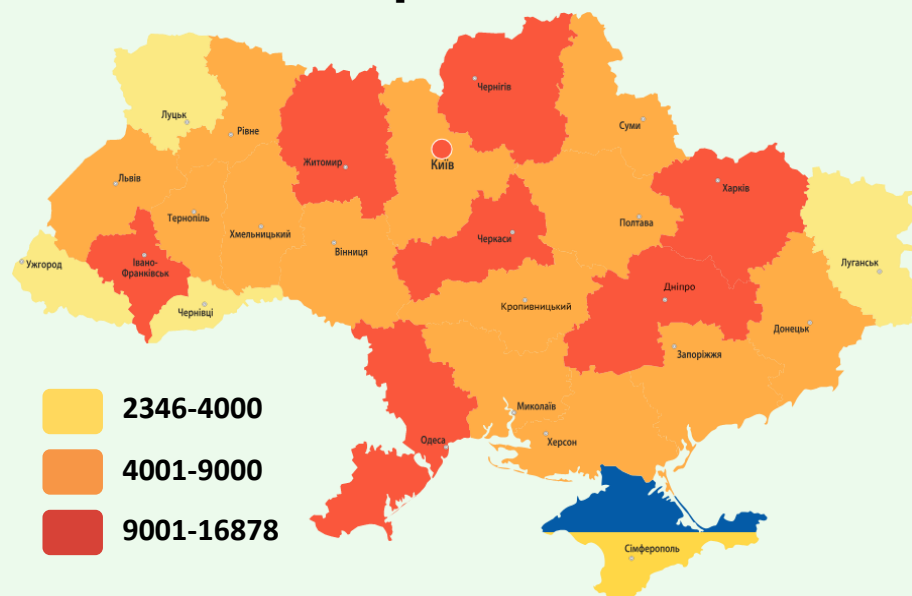 Чернігів
Луцьк
Рівне
Суми
Житомир
Київ
Львів
Харків
Тернопіль
Хмельницький
Полтава
Черкаси
Вінниця
Ужгород
Івано-
Франківськ
Луганськ
Дніпро
Чернівці
Кропивницький
Донецьк
Запоріжжя
Миколаїв
Одеса
Херсон
Сімферополь
2346-4000
4001-9000
9001-16878